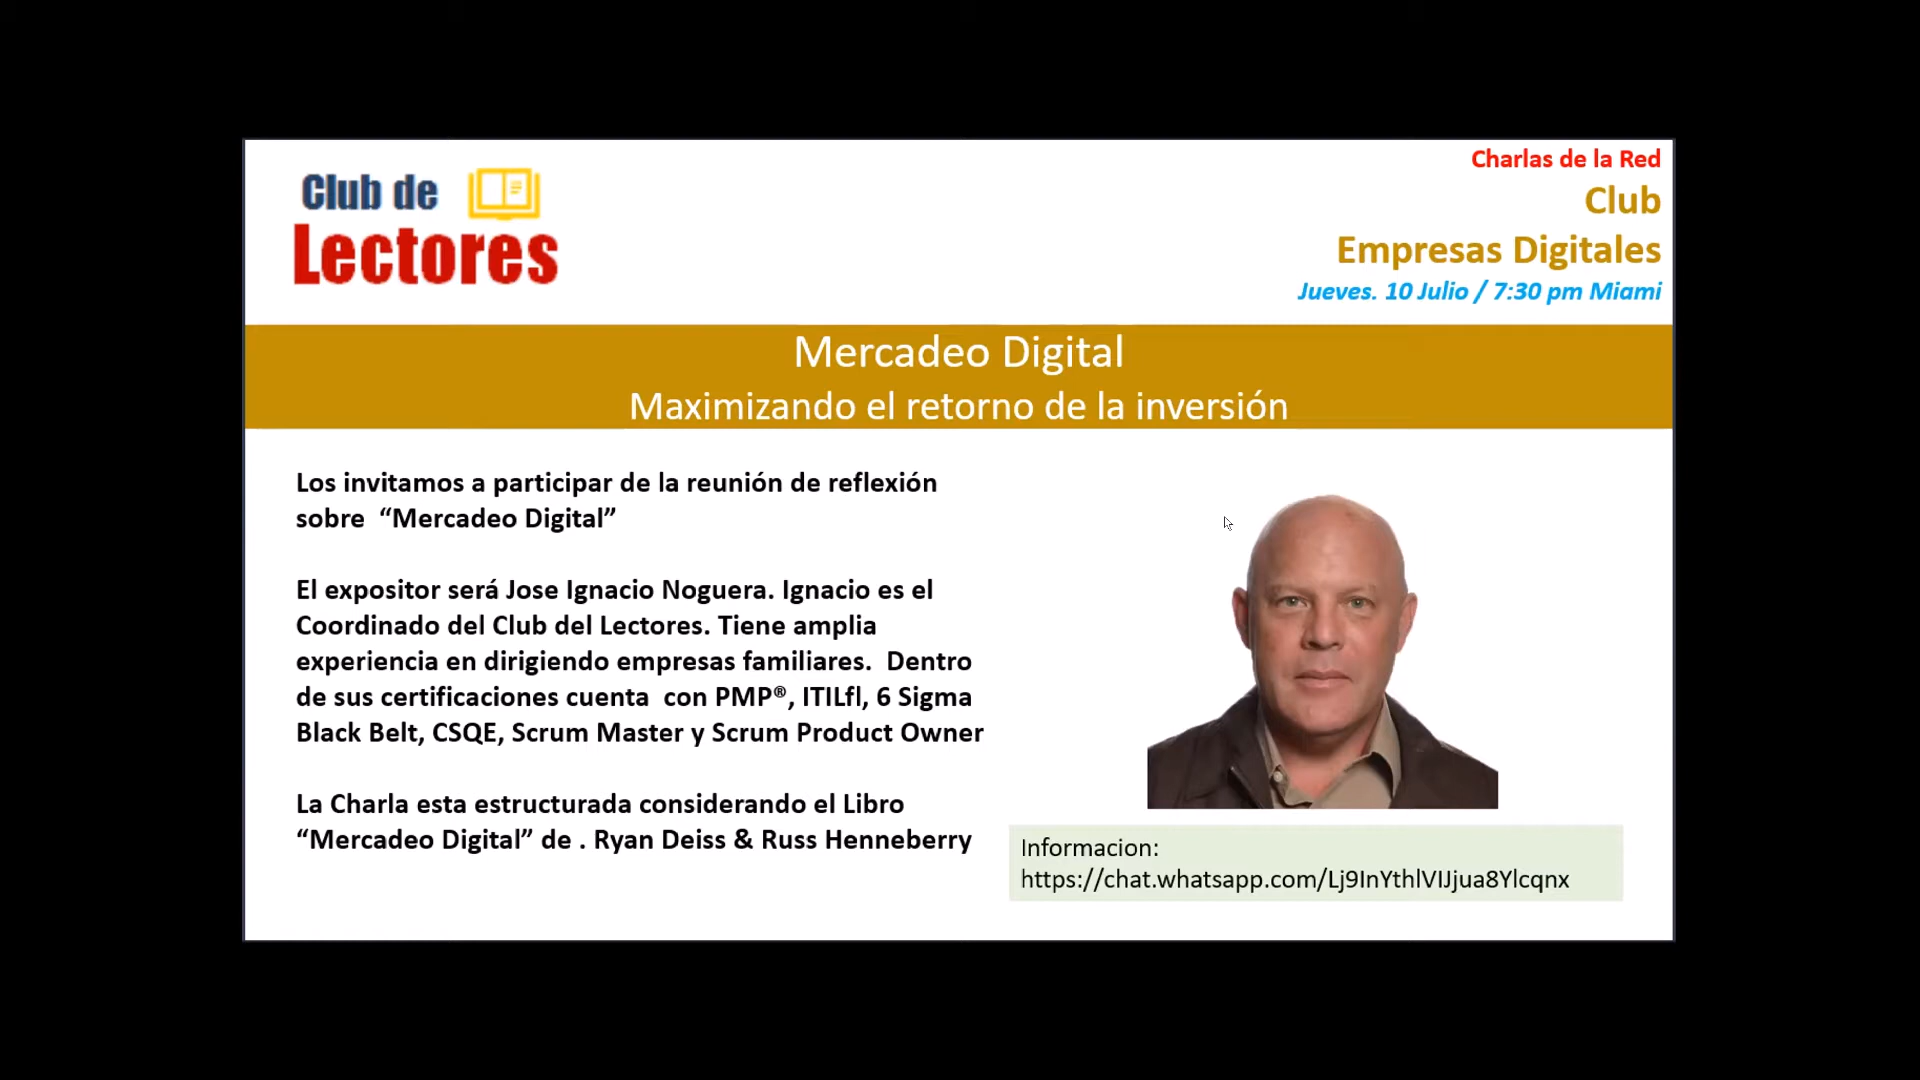 Club de
Lectores
Charlas de la Red
Club
Empresas Digitales
Jueves. 10 Julio / 7:30 pm Miami
Mercadeo Digital
Maximizando el retorno de la inversión
Los invitamos a participar de la reunión de reflexión
sobre “Mercadeo Digital”
El expositor será Jose Ignacio Noguera. Ignacio es el
Coordinado del Club del Lectores. Tiene amplia
experiencia en dirigiendo empresas familiares. Dentro
de sus certificaciones cuenta con PMP®, ITILfl, 6 Sigma
Black Belt, CSQE, Scrum Master y Scrum Product Owner
La Charla esta estructurada considerando el Libro
“Mercadeo Digital” de . Ryan Deiss & Russ Henneberry
Informacion:
https://chat.whatsapp.com/Lj9InYthlVIJjua8Ylcqnx